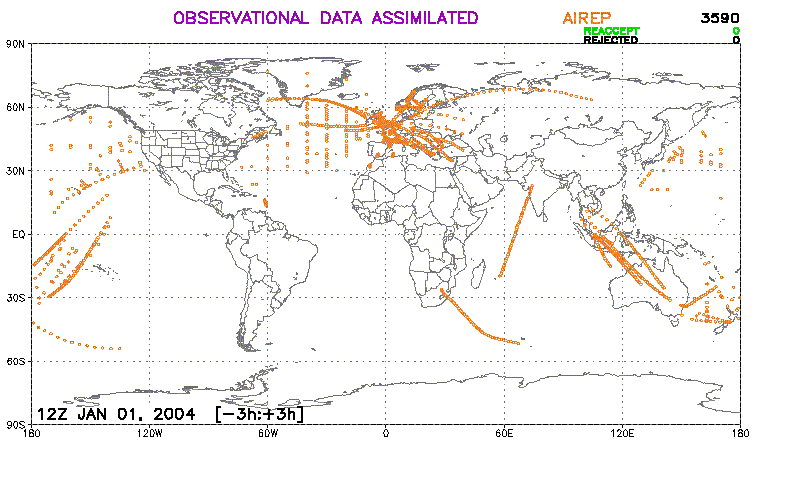 OBSERVATIONAL DATA ASSIMILATED AIREP 3590
REACCEPT 0
REJECTED 0
90N
60N
30N
EQ
30S
60S
90S
12Z JAN 01, 2004 [-3h:+3h]
180 120W 60W 0 60E 120E 180